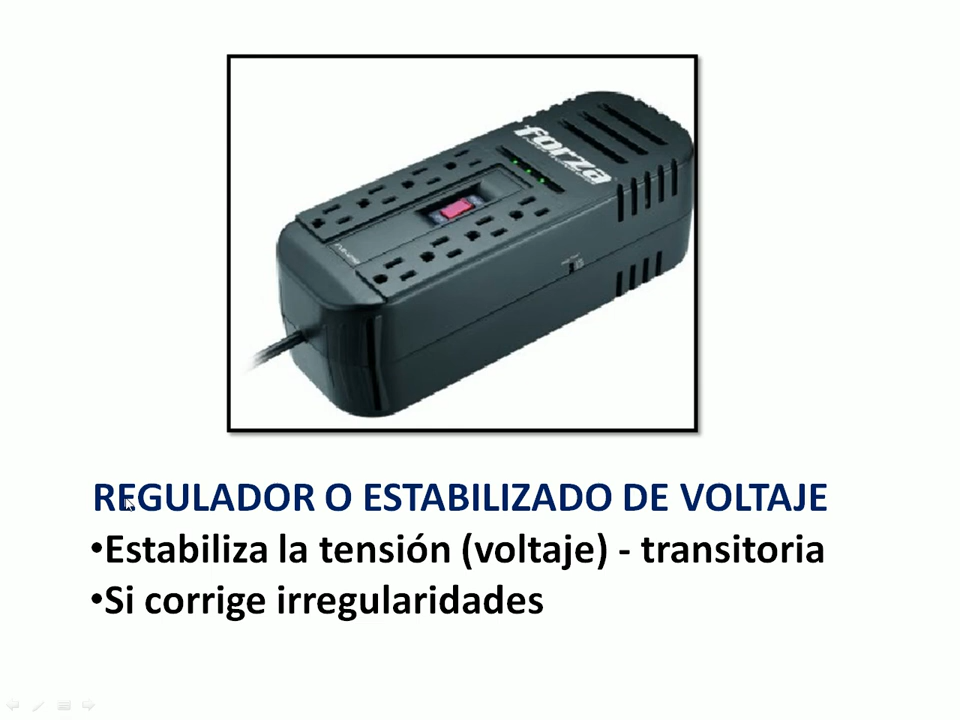 forza
REGULADOR O ESTABILIZADO DE VOLTAJE
•Estabiliza la tensión (voltaje) - transitoria
•Si corrige irregularidades